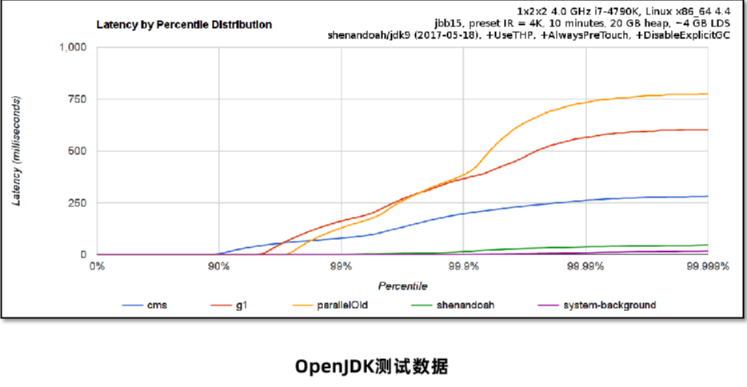 1x2x2 4.0 GHz i7-4790K, Linux x86_64 4.4
Latency by Percentile Distribution
jbb15, preset IR = 4K, 10 minutes, 20 GB heap, ~4 GB LDS
shenandoah/jdk9 (2017-05-18), +UseTHP, +AlwaysPreTouch, +DisableExplicitGC
1,000
750
500
250
0
Latency (milliseconds)
0% 90% 99% 99.9% 99.99% 99.999%
Percentile
cms g1 parallelOld shenandoah system-background
OpenJDK测试数据